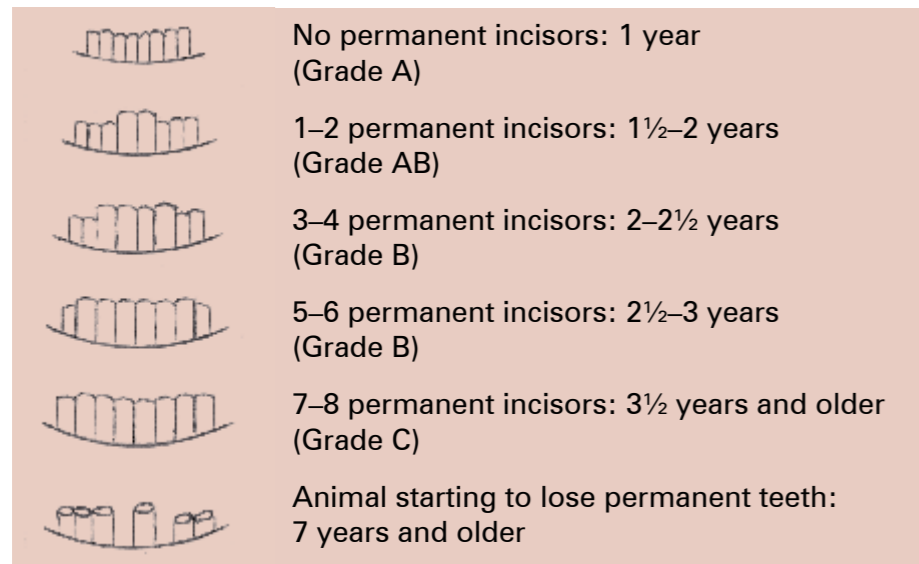 No permanent incisors: 1 year
(Grade A)
1–2 permanent incisors: 1½–2 years
(Grade AB)
3–4 permanent incisors: 2–2½ years
(Grade B)
5–6 permanent incisors: 2½–3 years
(Grade B)
7–8 permanent incisors: 3½ years and older
(Grade C)
Animal starting to lose permanent teeth:
7 years and older